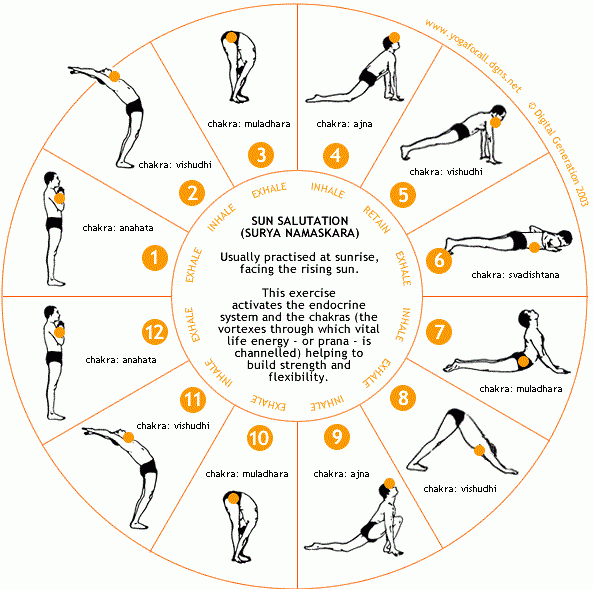 www.yogaforall.dgns.net
© Digital Generation 2003
SUN SALUTATION
(SURYA NAMASKARA)
Usually practised at sunrise,
facing the rising sun.
This exercise
activates the endocrine
system and the chakras (the
vortexes through which vital
life energy - or prana - is
channelled) helping to
build strength and
flexibility.
chakra: anahata
1
EXHALE
chakra: vishudhi
2
INHALE
chakra: muladhara
3
EXHALE
chakra: ajna
4
INHALE
chakra: vishudhi
5
RETAIN
chakra: svadishtana
6
EXHALE
chakra: muladhara
7
INHALE
chakra: vishudhi
8
EXHALE
chakra: ajna
9
INHALE
chakra: muladhara
10
EXHALE
chakra: vishudhi
11
INHALE
chakra: anahata
12
EXHALE